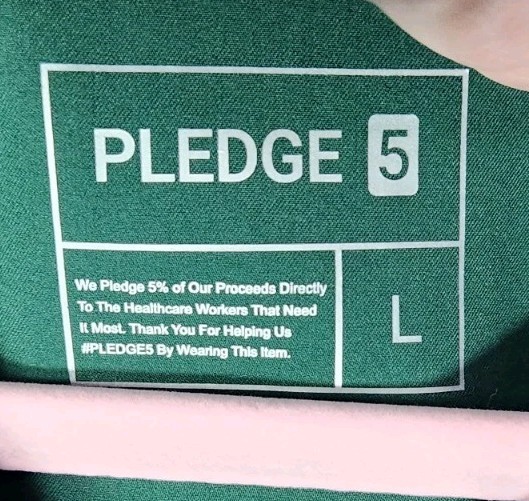 PLEDGE 5
We Pledge 5% of Our Proceeds Directly
To The Healthcare Workers That Need
It Most. Thank You For Helping Us
#PLEDGE5 By Wearing This Item.
L